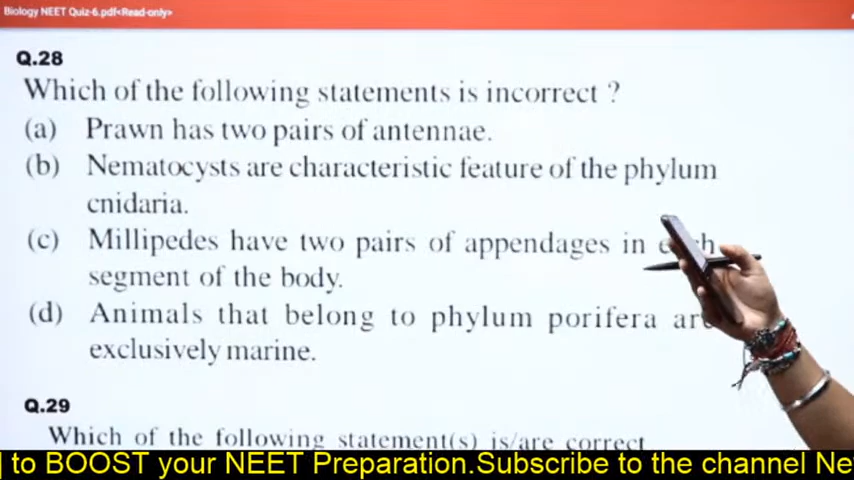 Biology NEET Quiz-6.pdf<Read-only>
Q.28
Which of the following statements is incorrect ?
(a) Prawn has two pairs of antennae.
(b) Nematocysts are characteristic feature of the phylum
cnidaria.
(c) Millipedes have two pairs of appendages in each
segment of the body.
(d) Animals that belong to phylum porifera are
exclusively marine.
Q.29
Which of the following statement(s) is/are correct
to BOOST your NEET Preparation.Subscribe to the channel Ne